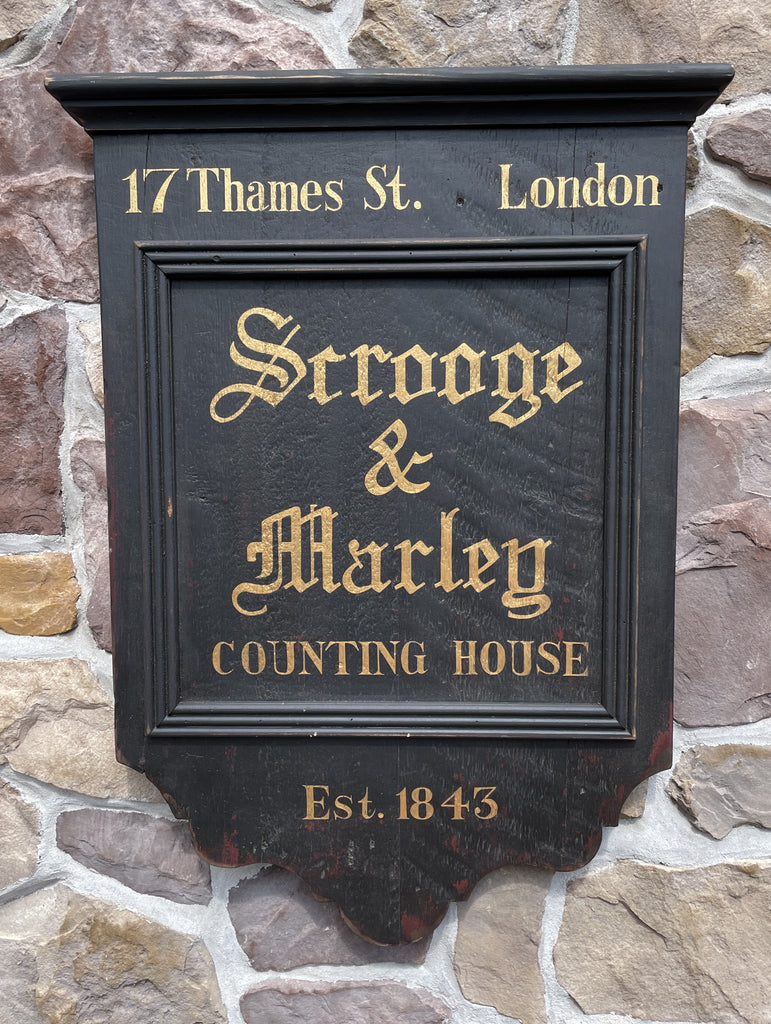 17 Thames St. London
Scrooge
&
Marley
COUNTING HOUSE
Est. 1843